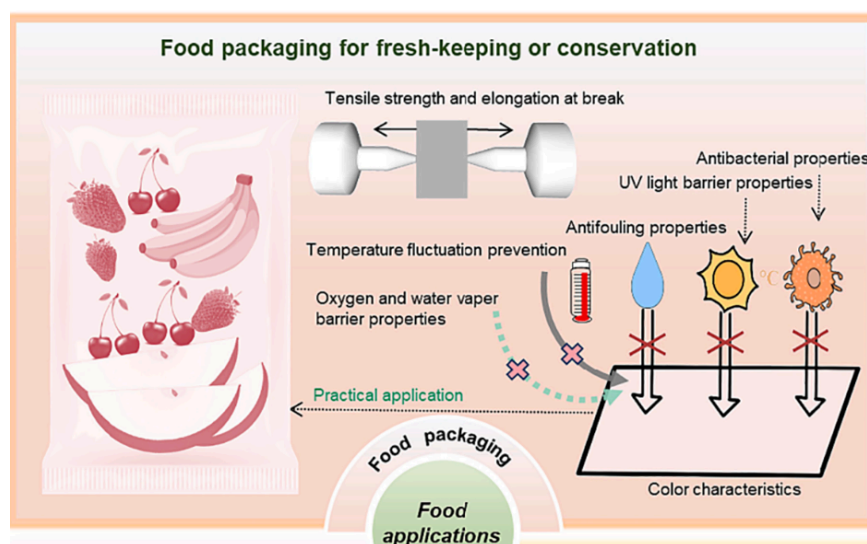 Food packaging for fresh-keeping or conservation
Tensile strength and elongation at break
Antibacterial properties
UV light barrier properties
Antifouling properties
Temperature fluctuation prevention
°C
Oxygen and water vaper
barrier properties
Practical application
Food packaging
Color characteristics
Food
applications